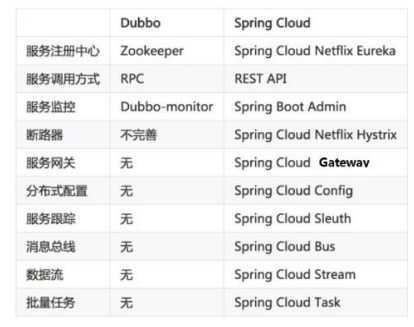 Dubbo Spring Cloud
服务注册中心 Zookeeper Spring Cloud Netflix Eureka
服务调用方式 RPC REST API
服务监控 Dubbo-monitor Spring Boot Admin
断路器 不完善 Spring Cloud Netflix Hystrix
服务网关 无 Spring Cloud Gateway
分布式配置 无 Spring Cloud Config
服务跟踪 无 Spring Cloud Sleuth
消息总线 无 Spring Cloud Bus
数据流 无 Spring Cloud Stream
批量任务 无 Spring Cloud Task